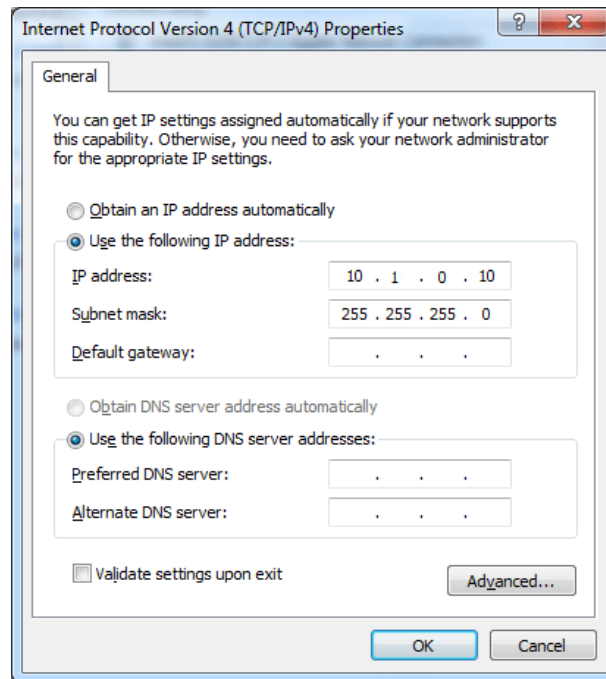 Internet Protocol Version 4 (TCP/IPv4) Properties
General
You can get IP settings assigned automatically if your network supports
this capability. Otherwise, you need to ask your network administrator
for the appropriate IP settings.
Obtain an IP address automatically
Use the following IP address:
IP address: 10 . 1 . 0 . 10
Subnet mask: 255 . 255 . 255 . 0
Default gateway: . . .
Obtain DNS server address automatically
Use the following DNS server addresses:
Preferred DNS server: . . .
Alternate DNS server: . . .
Validate settings upon exit
Advanced...
OK Cancel